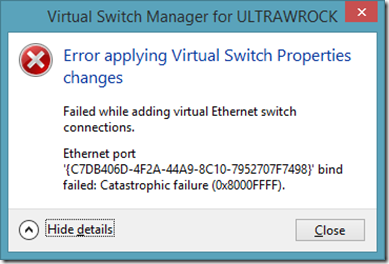 Virtual Switch Manager for ULTRAWROCK
Error applying Virtual Switch Properties
changes
Failed while adding virtual Ethernet switch
connections.
Ethernet port
'{C7DB406D-4F2A-44A9-8C10-7952707F7498}' bind
failed: Catastrophic failure (0x8000FFFF).
Hide details
Close